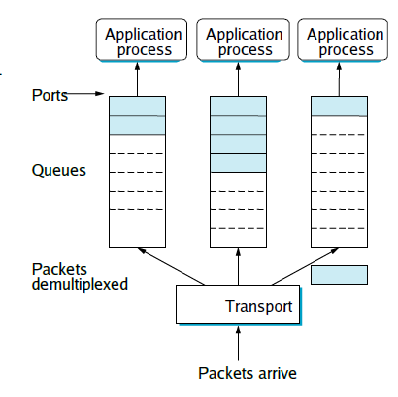 Application
process
Application
process
Application
process
Ports
Queues
Packets
demultiplexed
Transport
Packets arrive